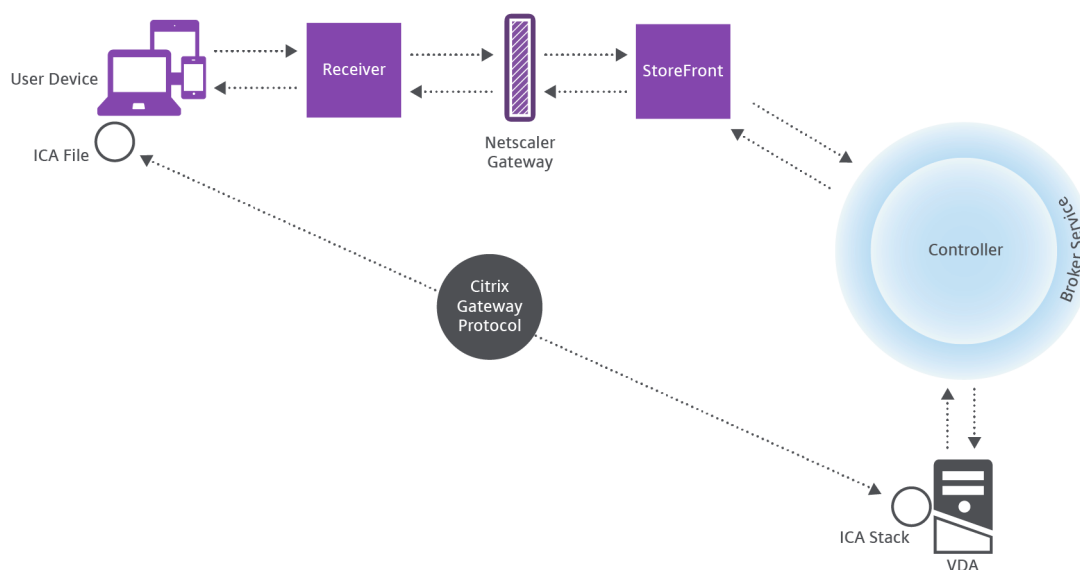 User Device
Receiver
StoreFront
Netscaler
Gateway
ICA File
Controller
Broker Service
Citrix
Gateway
Protocol
ICA Stack
VDA